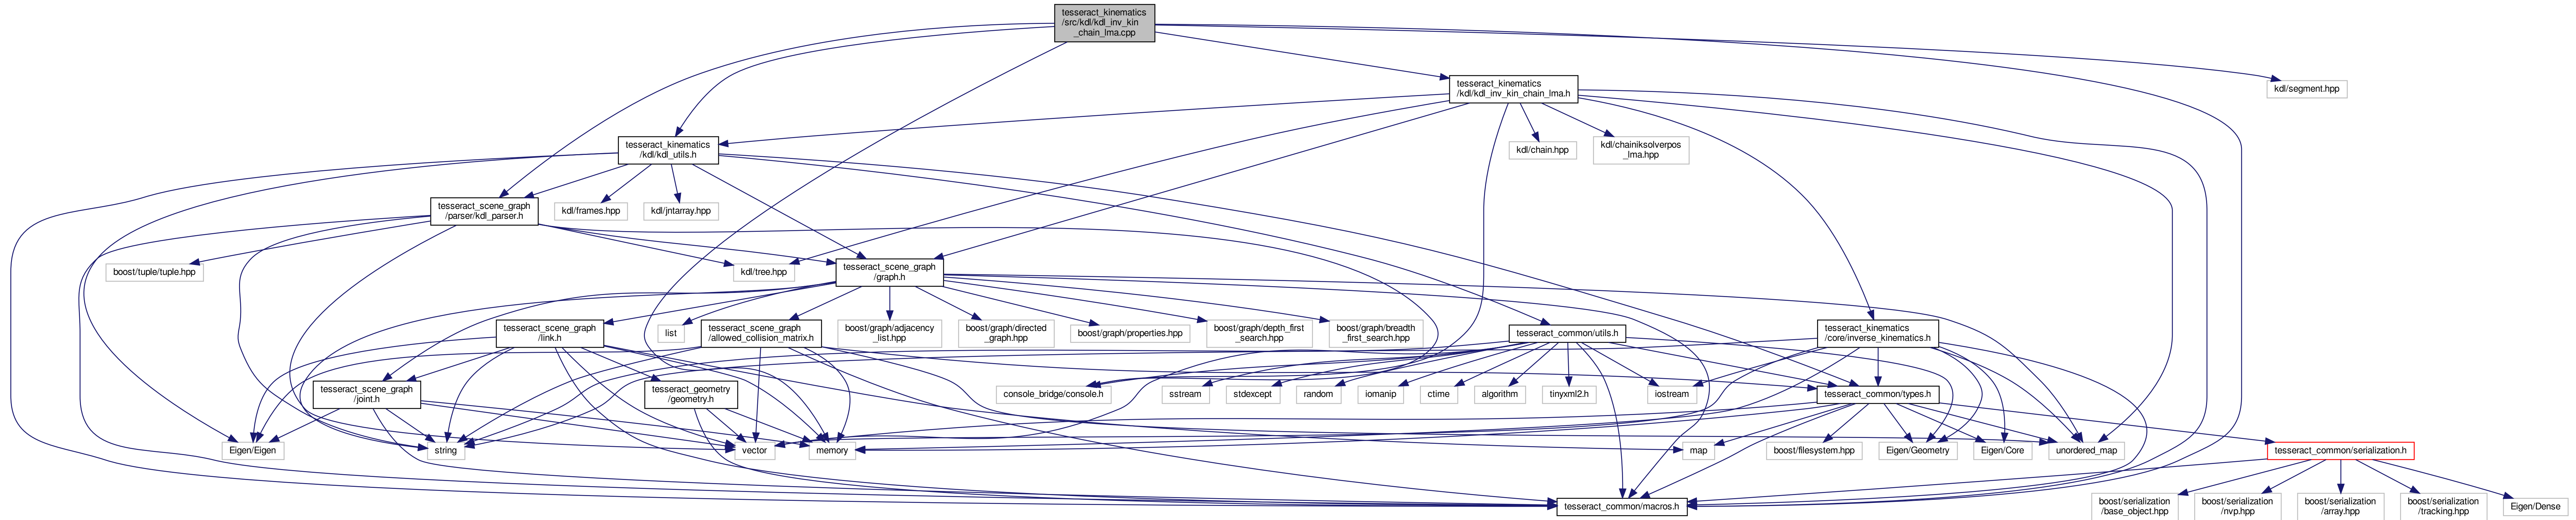 tesseract_kinematics
/src/kdl/kdl_inv_kin
_chain_lma.cpp
tesseract_kinematics
/kdl/kdl_inv_kin_chain_lma.h
kdl/segment.hpp
tesseract_kinematics
/kdl/kdl_utils.h
kdl/chain.hpp
kdl/chainiksolverpos
_lma.hpp
tesseract_scene_graph
/parser/kdl_parser.h
kdl/frames.hpp
kdl/jntarray.hpp
boost/tuple/tuple.hpp
kdl/tree.hpp
tesseract_scene_graph
/graph.h
tesseract_scene_graph
/link.h
list
tesseract_scene_graph
/allowed_collision_matrix.h
boost/graph/adjacency
_list.hpp
boost/graph/directed
_graph.hpp
boost/graph/properties.hpp
boost/graph/depth_first
_search.hpp
boost/graph/breadth
_first_search.hpp
tesseract_common/utils.h
tesseract_kinematics
/core/inverse_kinematics.h
tesseract_scene_graph
/joint.h
tesseract_geometry
/geometry.h
console_bridge/console.h
sstream
stdexcept
random
iomanip
ctime
algorithm
tinyxml2.h
iostream
tesseract_common/types.h
Eigen/Eigen
string
vector
memory
map
boost/filesystem.hpp
Eigen/Geometry
Eigen/Core
unordered_map
tesseract_common/serialization.h
tesseract_common/macros.h
boost/serialization
/base_object.hpp
boost/serialization
/nvp.hpp
boost/serialization
/array.hpp
boost/serialization
/tracking.hpp
Eigen/Dense